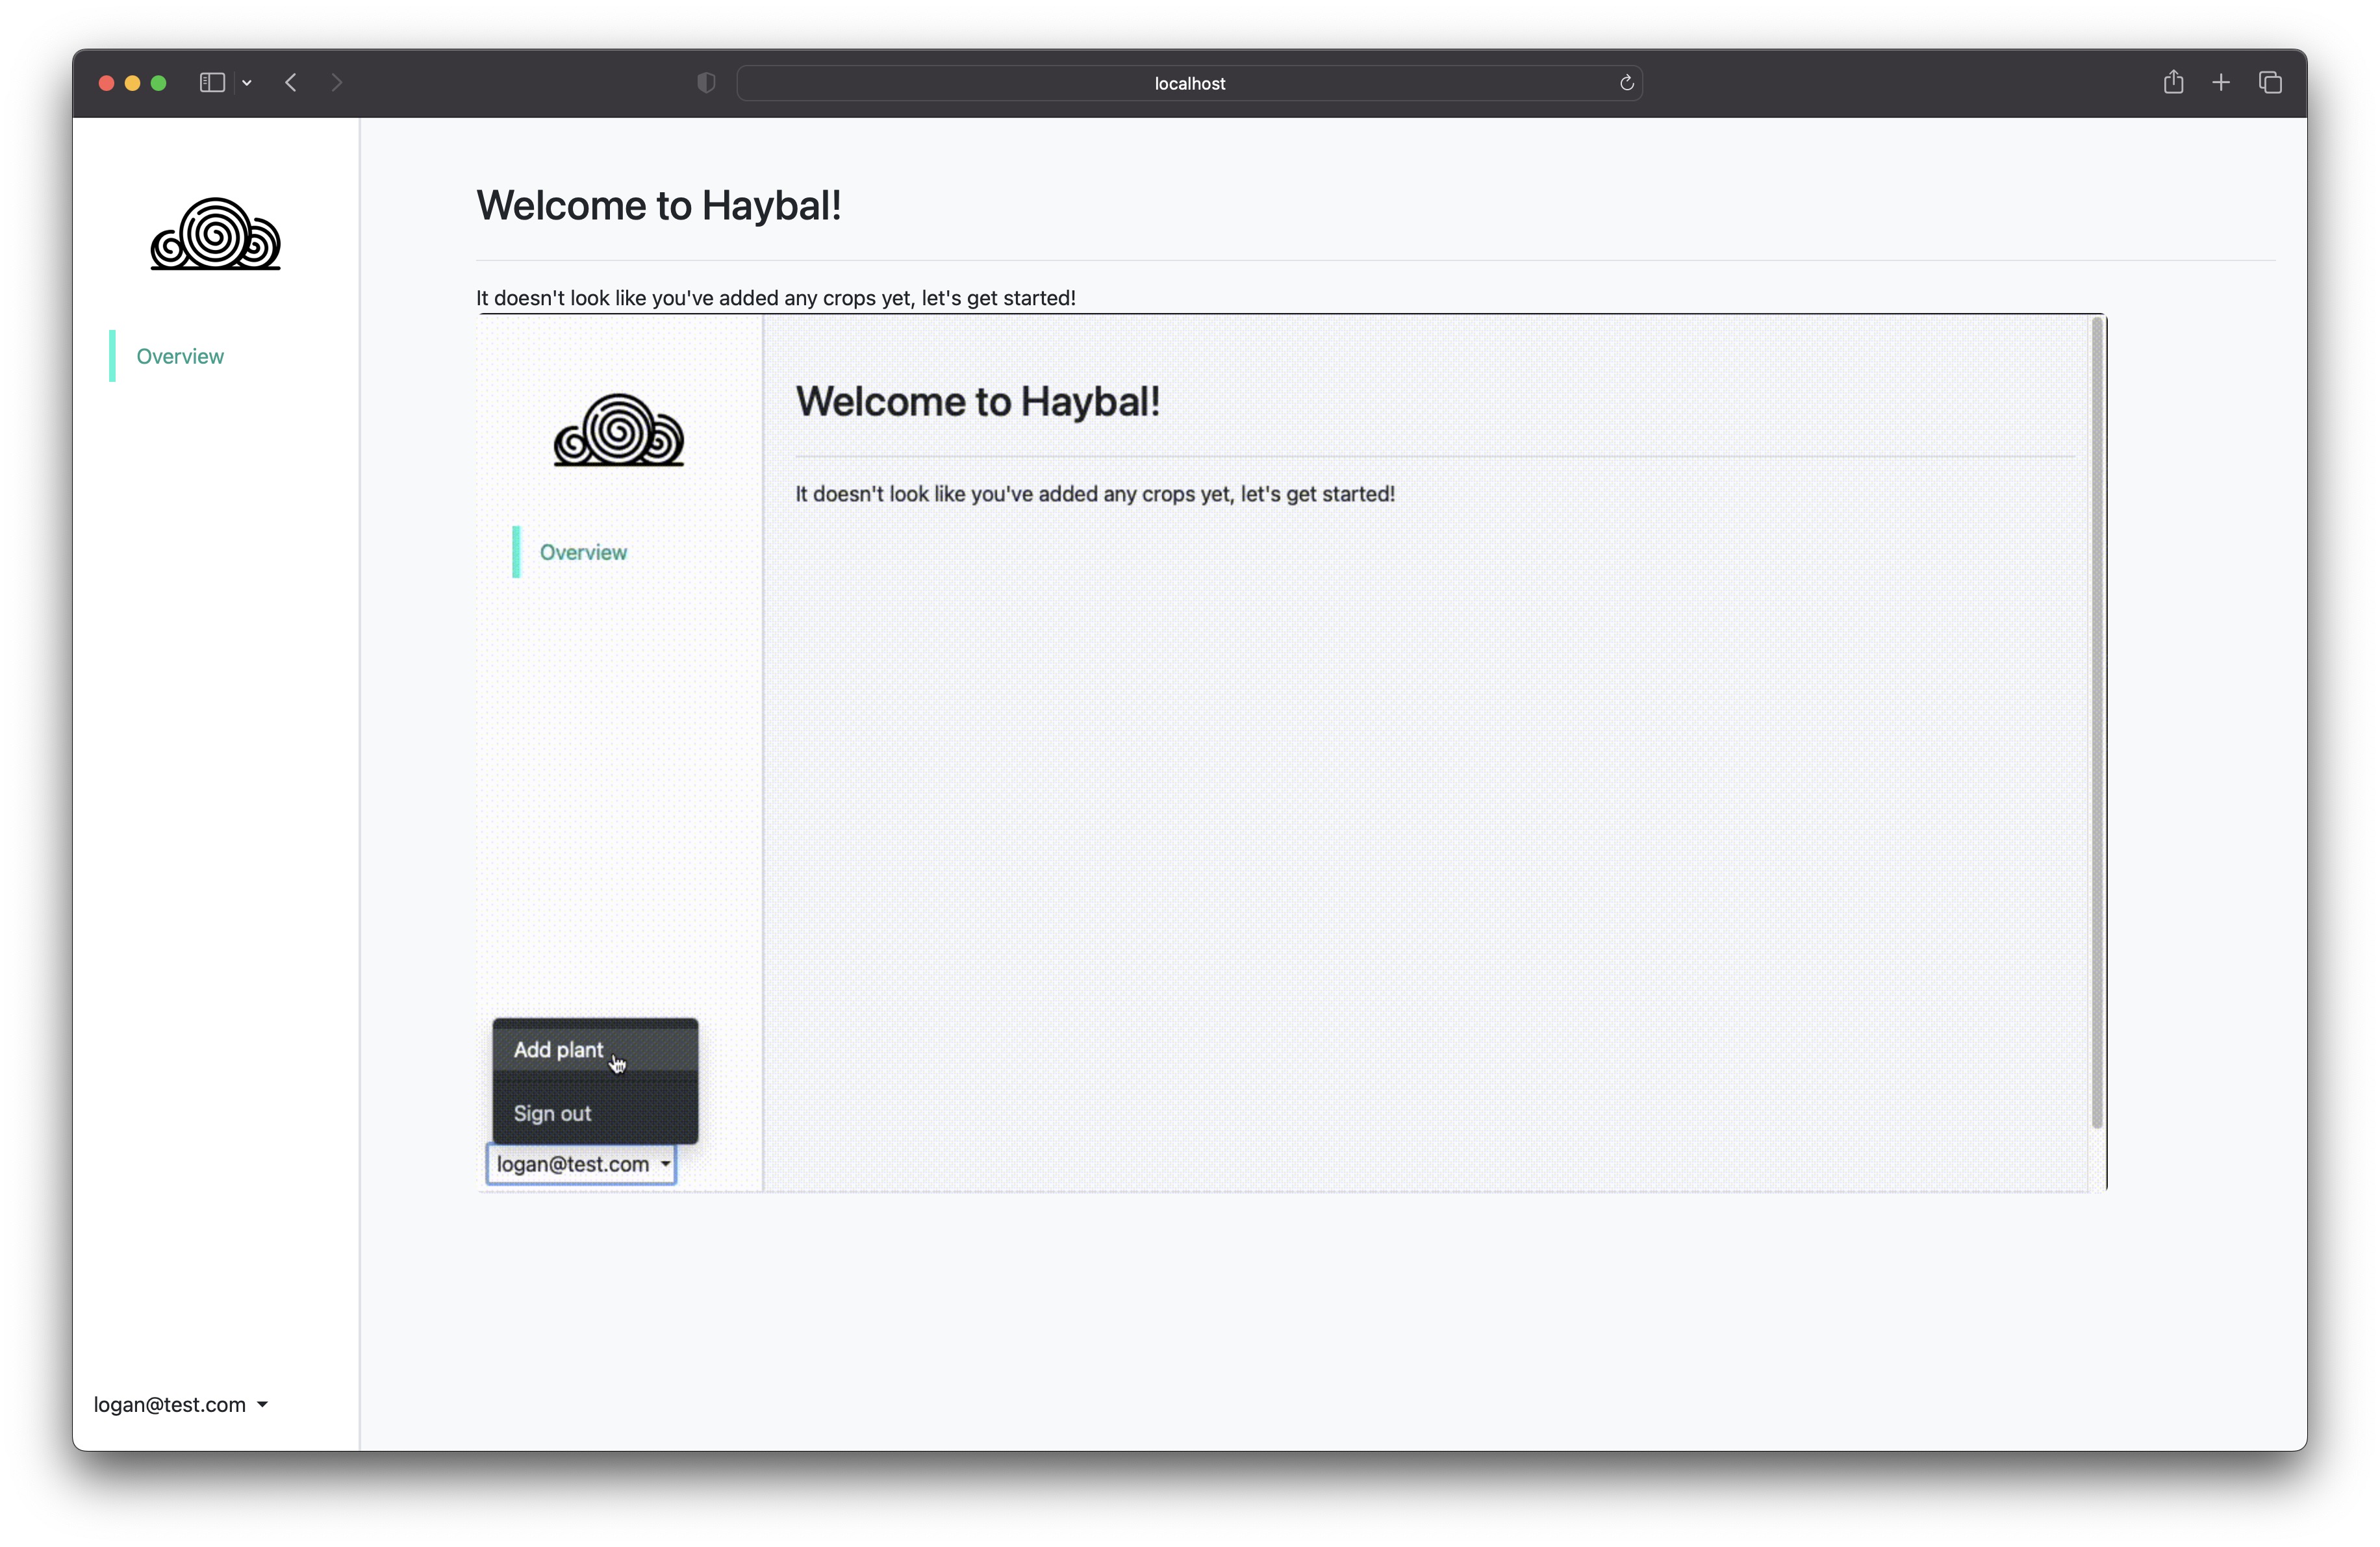 localhost
Welcome to Haybal!
It doesn't look like you've added any crops yet, let's get started!
Overview
Welcome to Haybal!
It doesn't look like you've added any crops yet, let's get started!
Overview
Add plant
Sign out
logan@test.com
logan@test.com